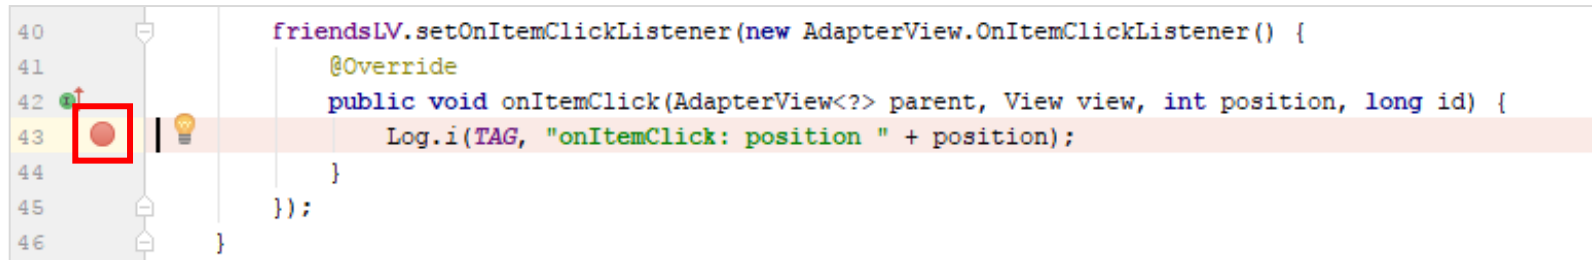 40 friendsLV.setOnItemClickListener(new AdapterView.OnItemClickListener() {
41 @Override
42 public void onItemClick(AdapterView<?> parent, View view, int position, long id) {
43 Log.i(TAG, "onItemClick: position " + position);
44 }
45 });
46 }